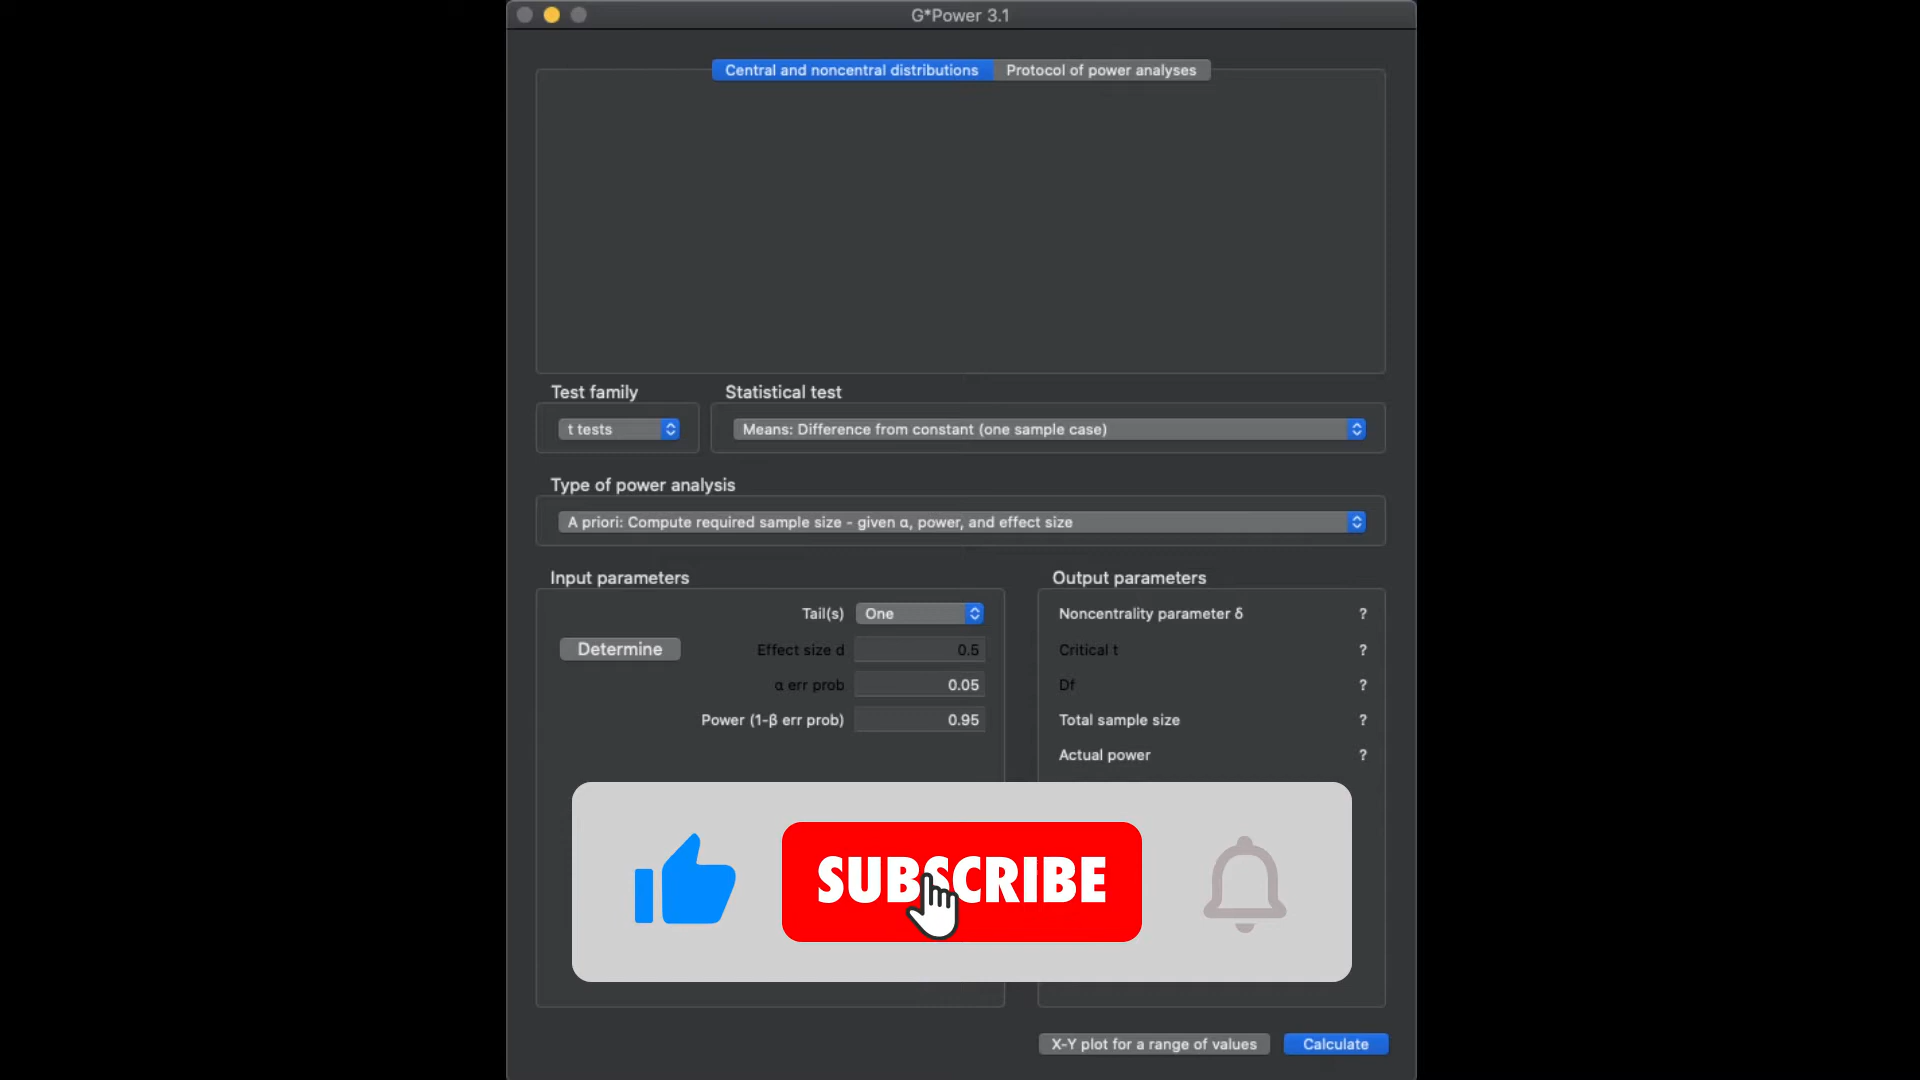 G*Power 3.1
Central and noncentral distributions
Protocol of power analyses
Test family
Statistical test
t tests
Means: Difference from constant (one sample case)
Type of power analysis
A priori: Compute required sample size - given α, power, and effect size
Input parameters
Output parameters
Tail(s) One
Noncentrality parameter δ ?
Determine
Effect size d 0.5
Critical t ?
α err prob 0.05
Df ?
Power (1-β err prob) 0.95
Total sample size ?
Actual power ?
SUBSCRIBE
X-Y plot for a range of values
Calculate